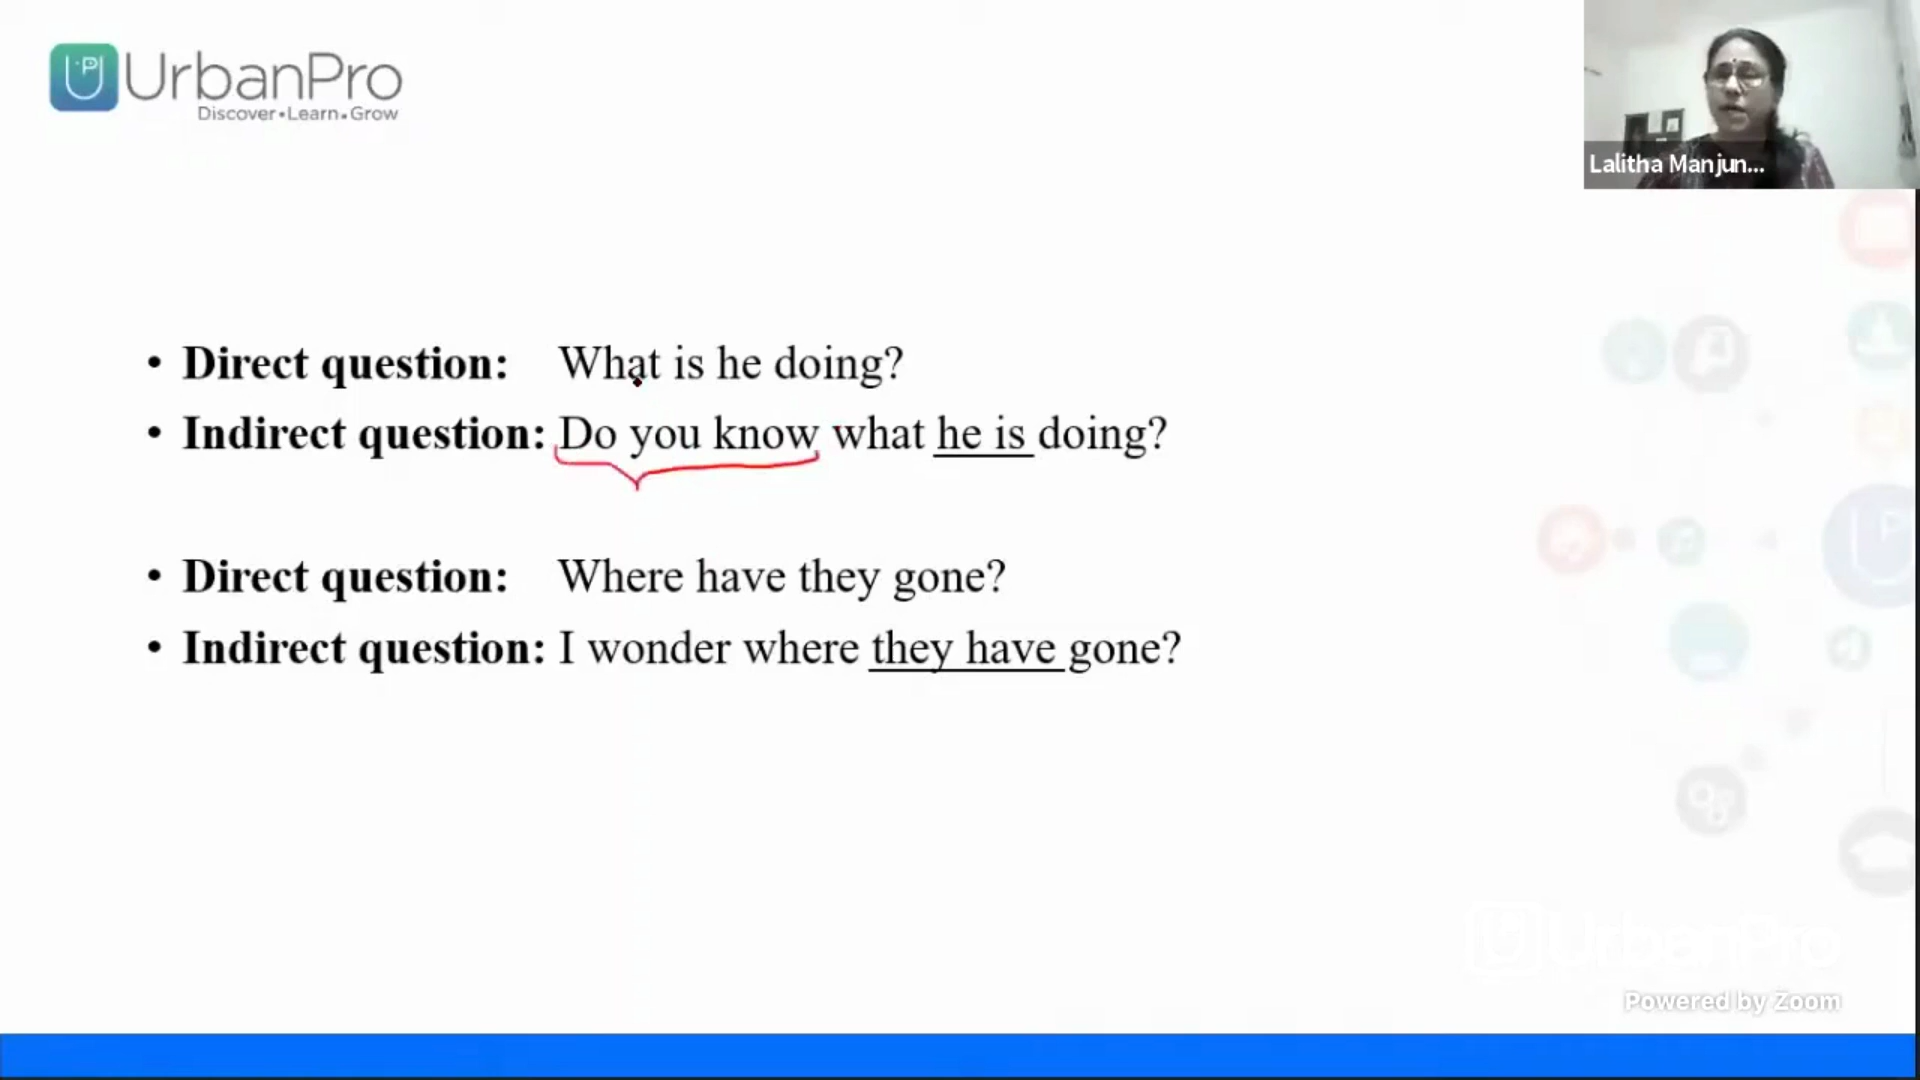 UrbanPro
Discover•Learn•Grow
Lalitha Manjun...
• Direct question: What is he doing?
• Indirect question: Do you know what he is doing?
• Direct question: Where have they gone?
• Indirect question: I wonder where they have gone?
UrbanPro
Powered by Zoom